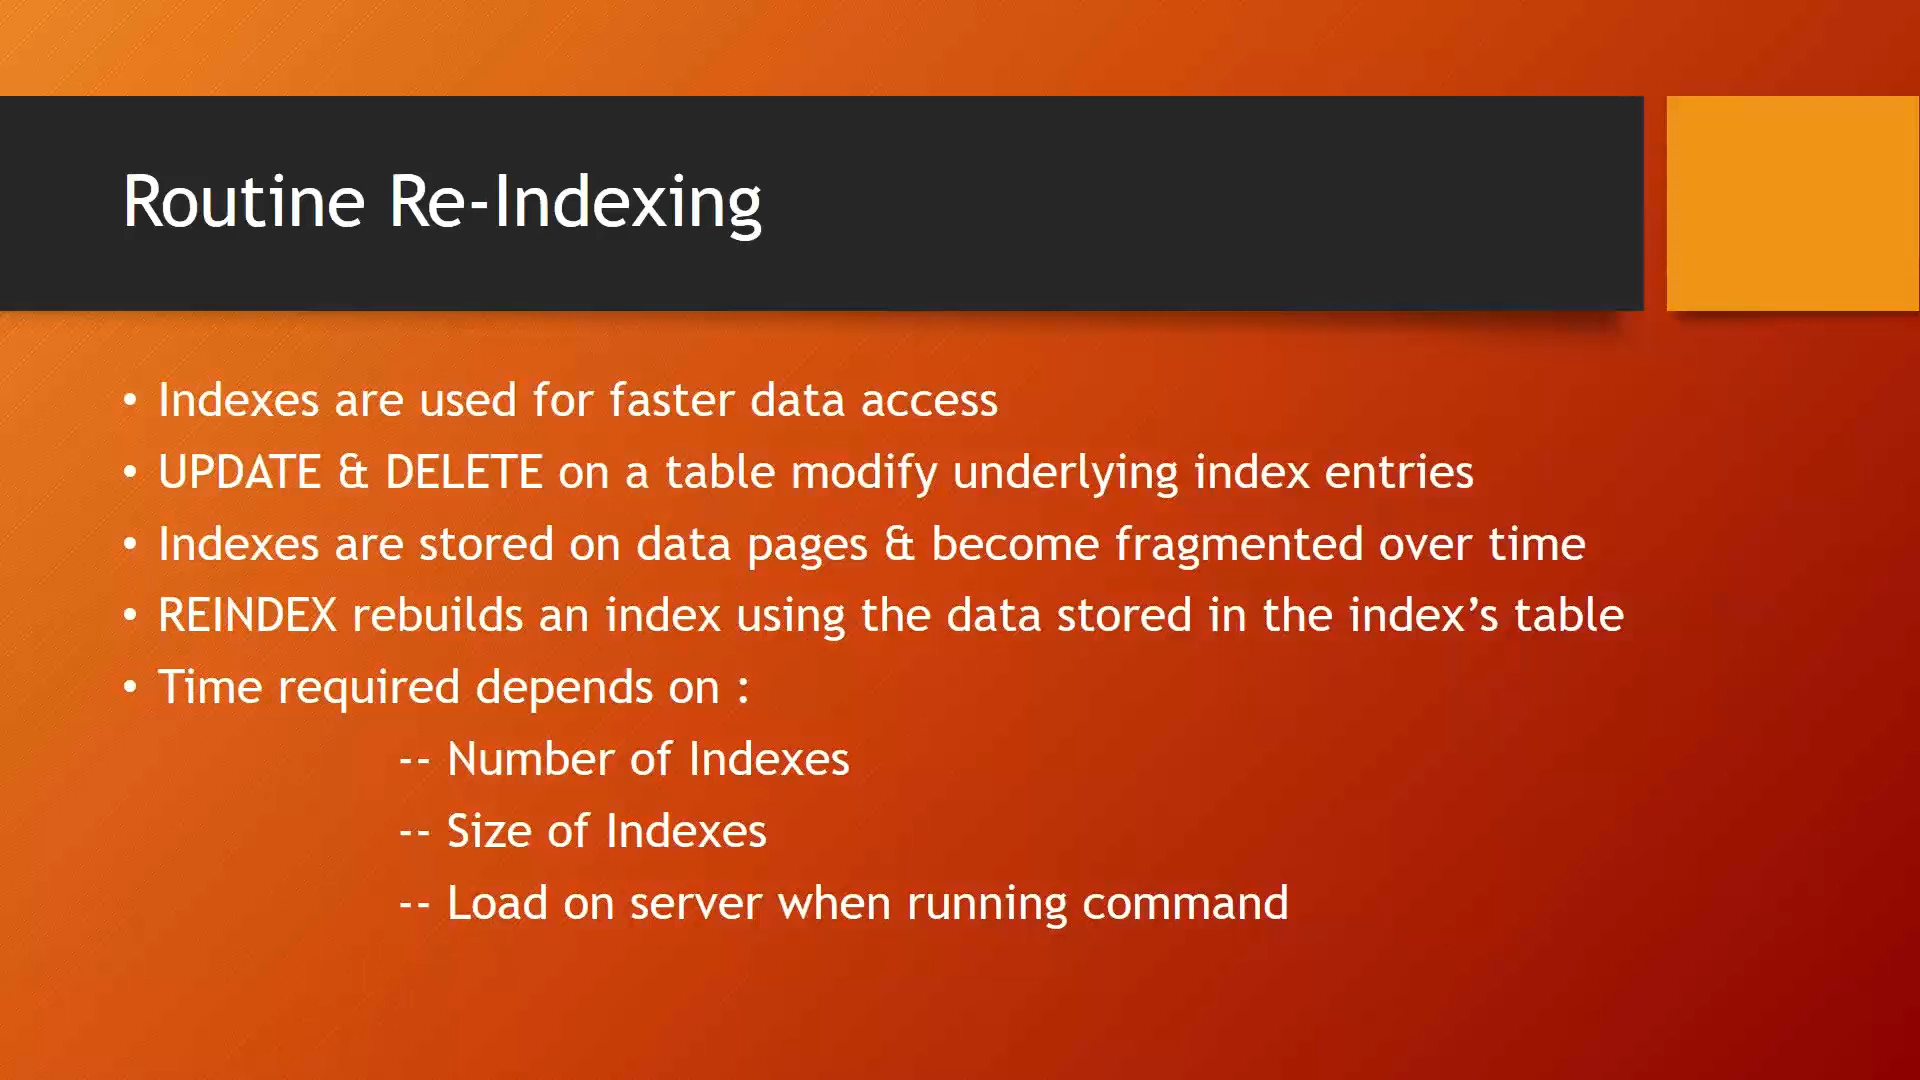 Routine Re-Indexing
• Indexes are used for faster data access
• UPDATE & DELETE on a table modify underlying index entries
• Indexes are stored on data pages & become fragmented over time
• REINDEX rebuilds an index using the data stored in the index’s table
• Time required depends on :
-- Number of Indexes
-- Size of Indexes
-- Load on server when running command